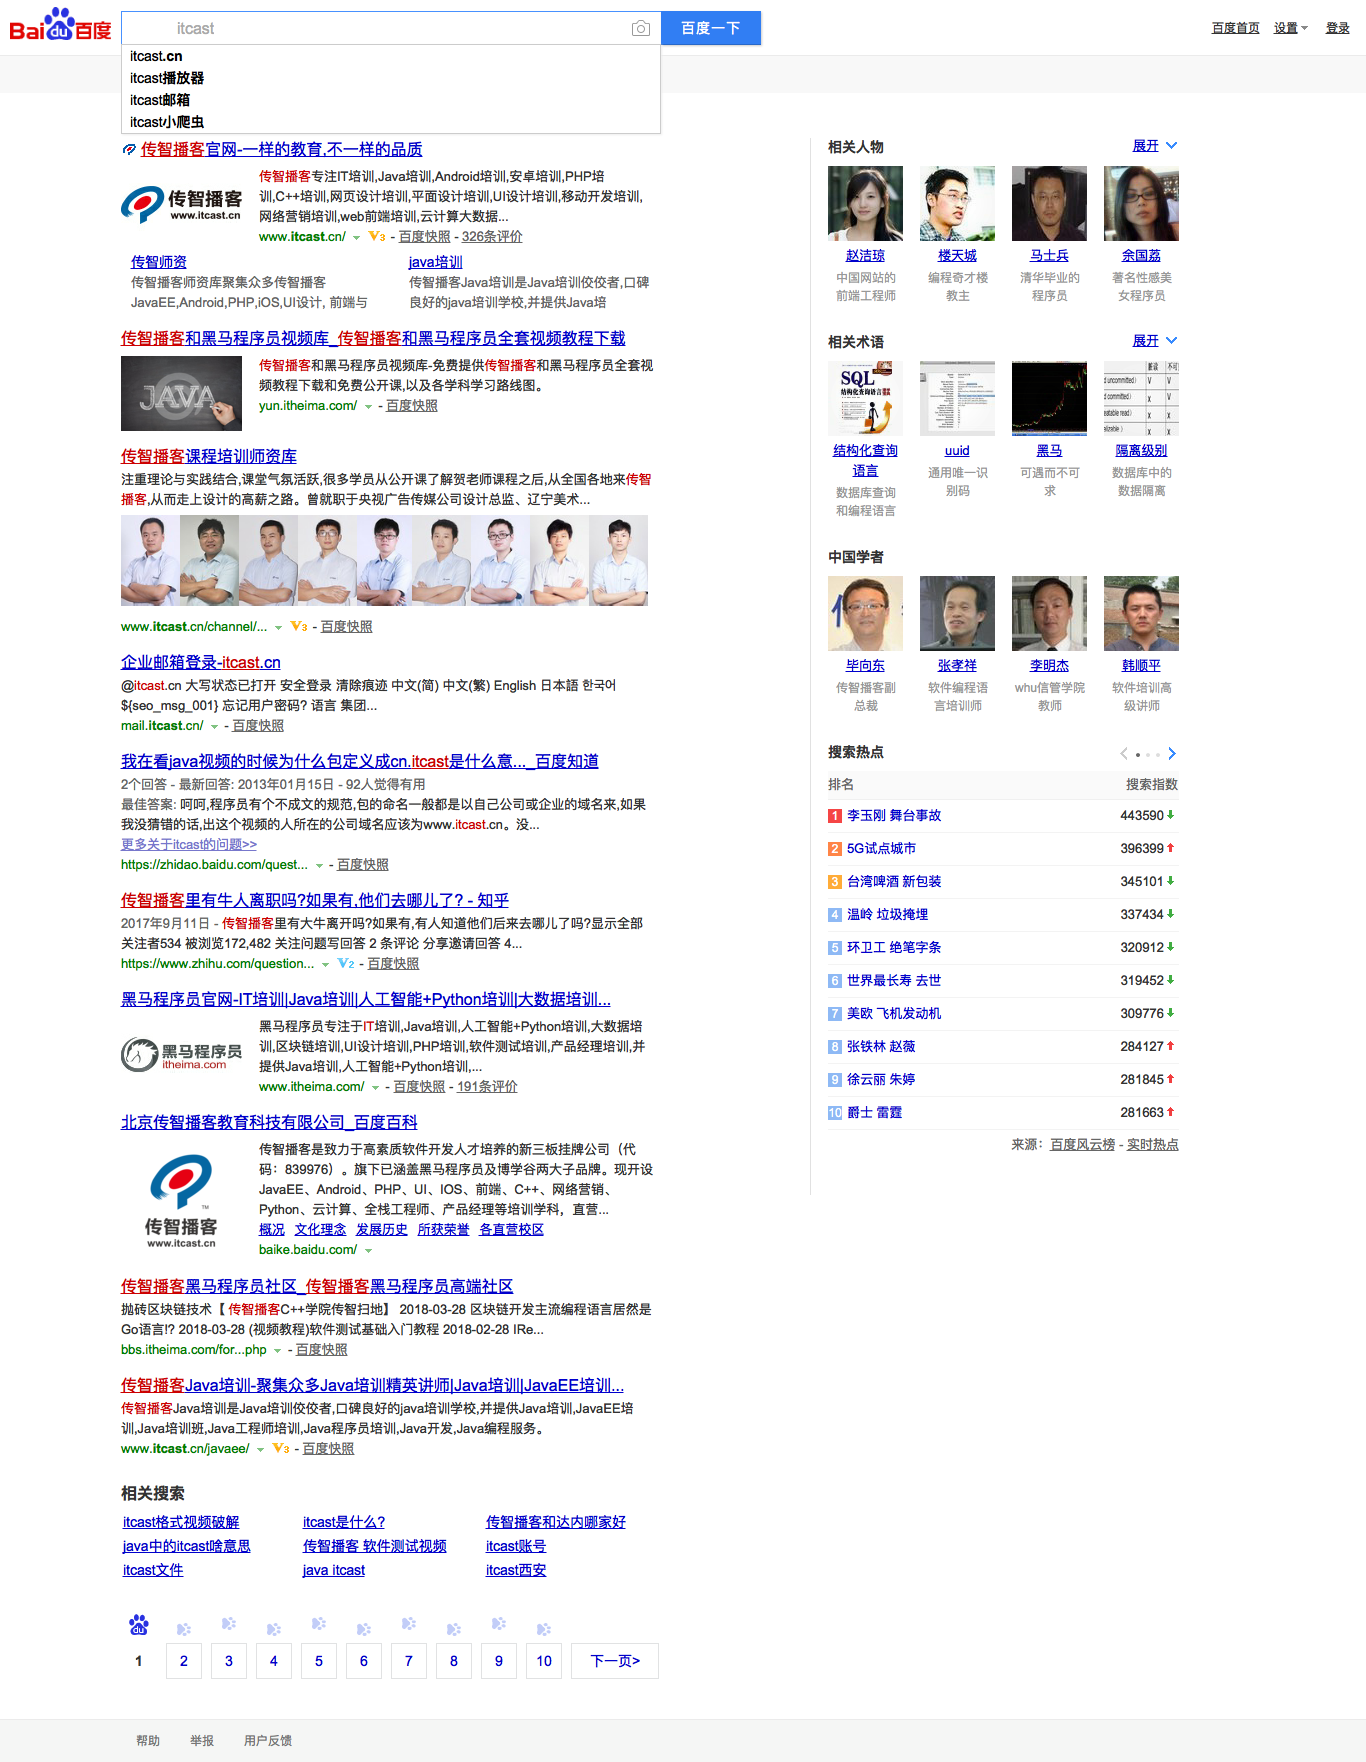 Bai du 百度
itcast
百度一下
百度首页 设置 登录
itcast.cn
itcast播放器
itcast邮箱
itcast小爬虫
传智播客官网-一样的教育,不一样的品质
传智播客
www.itcast.cn
传智播客专注IT培训,Java培训,Android培训,安卓培训,PHP培
训,C++培训,网页设计培训,平面设计培训,UI设计培训,移动开发培训,
网络营销培训,web前端培训,云计算大数据...
www.itcast.cn/ V3 - 百度快照 - 326条评价
传智师资
传智播客师资库聚集众多传智播客
JavaEE,Android,PHP,iOS,UI设计, 前端与
java培训
传智播客Java培训是Java培训佼佼者,口碑
良好的java培训学校,并提供Java培
传智播客和黑马程序员视频库_传智播客和黑马程序员全套视频教程下载
JAVA
传智播客和黑马程序员视频库-免费提供传智播客和黑马程序员全套视
频教程下载和免费公开课,以及各学科学习路线图。
yun.itheima.com/ - 百度快照
传智播客课程培训师资库
注重理论与实践结合,课堂气氛活跃,很多学员从公开课了解贺老师课程之后,从全国各地来传智
播客,从而走上设计的高薪之路。曾就职于央视广告传媒公司设计总监、辽宁美术...
www.itcast.cn/channel/... V3 - 百度快照
企业邮箱登录-itcast.cn
@itcast.cn 大写状态已打开 安全登录 清除痕迹 中文(简) 中文(繁) English 日本語 한국어
${seo_msg_001} 忘记用户密码? 语言 集团...
mail.itcast.cn/ - 百度快照
我在看java视频的时候为什么包定义成cn.itcast是什么意..._百度知道
2个回答 - 最新回答: 2013年01月15日 - 92人觉得有用
最佳答案: 呵呵,程序员有个不成文的规范,包的命名一般都是以自己公司或企业的域名来,如果
我没猜错的话,出这个视频的人所在的公司域名应该为www.itcast.cn。没...
更多关于itcast的问题>>
https://zhidao.baidu.com/quest... - 百度快照
传智播客里有牛人离职吗?如果有,他们去哪儿了? - 知乎
2017年9月11日 - 传智播客里有大牛离开吗?如果有,有人知道他们后来去哪儿了吗?显示全部
关注者534 被浏览172,482 关注问题写回答 2 条评论 分享邀请回答 4...
https://www.zhihu.com/question... V2 - 百度快照
黑马程序员官网-IT培训|Java培训|人工智能+Python培训|大数据培训...
黑马程序员
itheima.com
黑马程序员专注于IT培训,Java培训,人工智能+Python培训,大数据培
训,区块链培训,UI设计培训,PHP培训,软件测试培训,产品经理培训,并
提供Java培训,人工智能+Python培训,...
www.itheima.com/ - 百度快照 - 191条评价
北京传智播客教育科技有限公司_百度百科
TM
传智播客
www.itcast.cn
传智播客是致力于高素质软件开发人才培养的新三板挂牌公司（代
码：839976）。旗下已涵盖黑马程序员及博学谷两大子品牌。现开设
JavaEE、Android、PHP、UI、IOS、前端、C++、网络营销、
Python、云计算、全栈工程师、产品经理等培训学科，直营...
概况 文化理念 发展历史 所获荣誉 各直营校区
baike.baidu.com/
传智播客黑马程序员社区_传智播客黑马程序员高端社区
抛砖区块链技术【 传智播客C++学院传智扫地】 2018-03-28 区块链开发主流编程语言居然是
Go语言!? 2018-03-28 (视频教程)软件测试基础入门教程 2018-02-28 IRe...
bbs.itheima.com/for...php - 百度快照
传智播客Java培训-聚集众多Java培训精英讲师|Java培训|JavaEE培训...
传智播客Java培训是Java培训佼佼者,口碑良好的java培训学校,并提供Java培训,JavaEE培
训,Java培训班,Java工程师培训,Java程序员培训,Java开发,Java编程服务。
www.itcast.cn/javaee/ V3 - 百度快照
相关搜索
itcast格式视频破解 itcast是什么? 传智播客和达内哪家好
java中的itcast啥意思 传智播客 软件测试视频 itcast账号
itcast文件 java itcast itcast西安
du
1 2 3 4 5 6 7 8 9 10 下一页>
相关人物 展开
赵洁琼 楼天城 马士兵 余国荔
中国网站的 编程奇才楼 清华毕业的 著名性感美
前端工程师 教主 程序员 女程序员
相关术语 展开
SQL
结构化查询语言
uncommitted)
结构化查询 uuid 黑马 隔离级别
语言 通用唯一识 可遇而不可 数据库中的
数据库查询 别码 求 数据隔离
和编程语言
中国学者
毕向东 张孝祥 李明杰 韩顺平
传智播客副 软件编程语 whu信管学院 软件培训高
总裁 言培训师 教师 级讲师
搜索热点
排名 搜索指数
1 李玉刚 舞台事故 443590
2 5G试点城市 396399
3 台湾啤酒 新包装 345101
4 温岭 垃圾掩埋 337434
5 环卫工 绝笔字条 320912
6 世界最长寿 去世 319452
7 美欧 飞机发动机 309776
8 张铁林 赵薇 284127
9 徐云丽 朱婷 281845
10 爵士 雷霆 281663
来源：百度风云榜 - 实时热点
帮助 举报 用户反馈